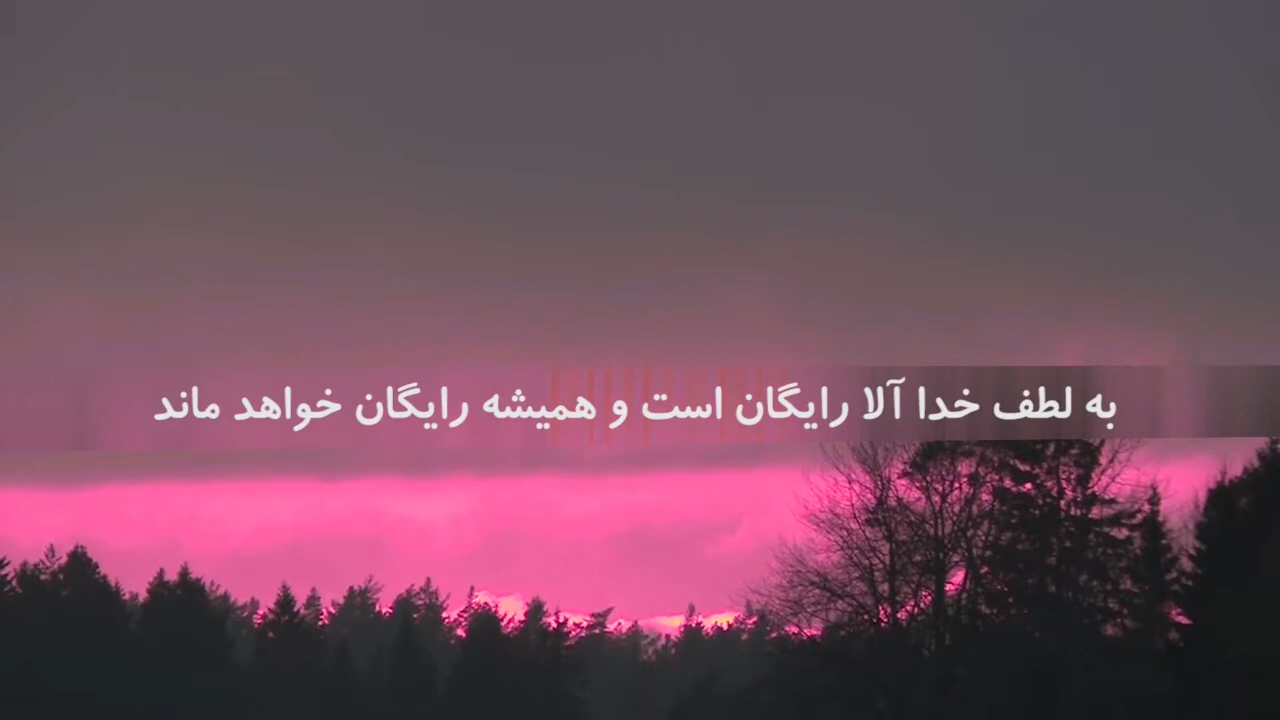 به لطف خدا آلا رایگان است و همیشه رایگان خواهد ماند